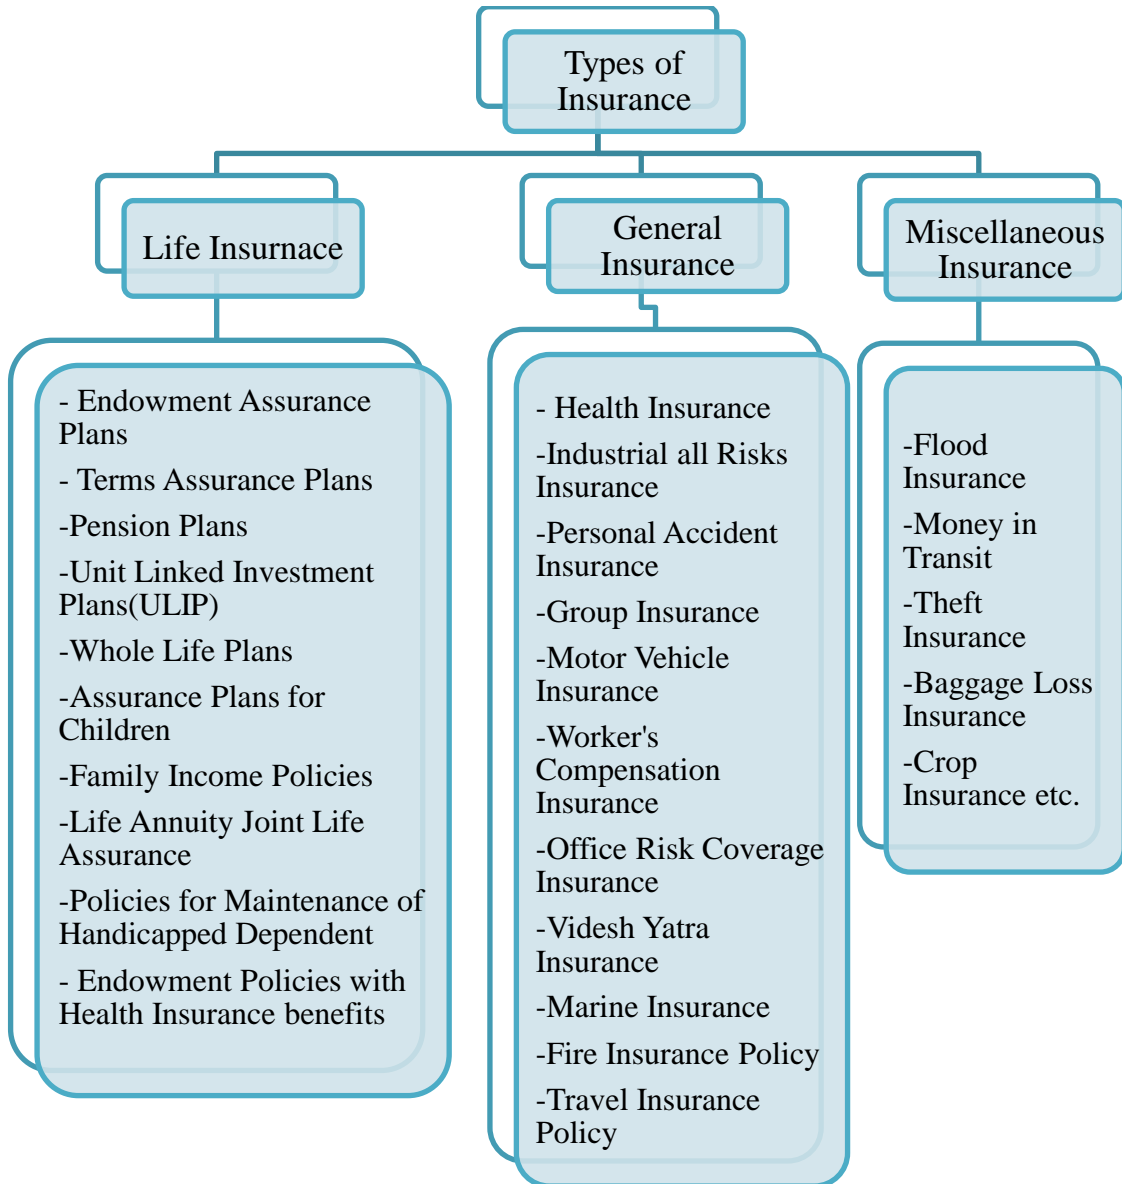 Types of
Insurance
Life Insurnace
General
Insurance
Miscellaneous
Insurance
- Endowment Assurance
Plans
- Terms Assurance Plans
-Pension Plans
-Unit Linked Investment
Plans(ULIP)
-Whole Life Plans
-Assurance Plans for
Children
-Family Income Policies
-Life Annuity Joint Life
Assurance
-Policies for Maintenance of
Handicapped Dependent
- Endowment Policies with
Health Insurance benefits
- Health Insurance
-Industrial all Risks
Insurance
-Personal Accident
Insurance
-Group Insurance
-Motor Vehicle
Insurance
-Worker's
Compensation
Insurance
-Office Risk Coverage
Insurance
-Videsh Yatra
Insurance
-Marine Insurance
-Fire Insurance Policy
-Travel Insurance
Policy
-Flood
Insurance
-Money in
Transit
-Theft
Insurance
-Baggage Loss
Insurance
-Crop
Insurance etc.